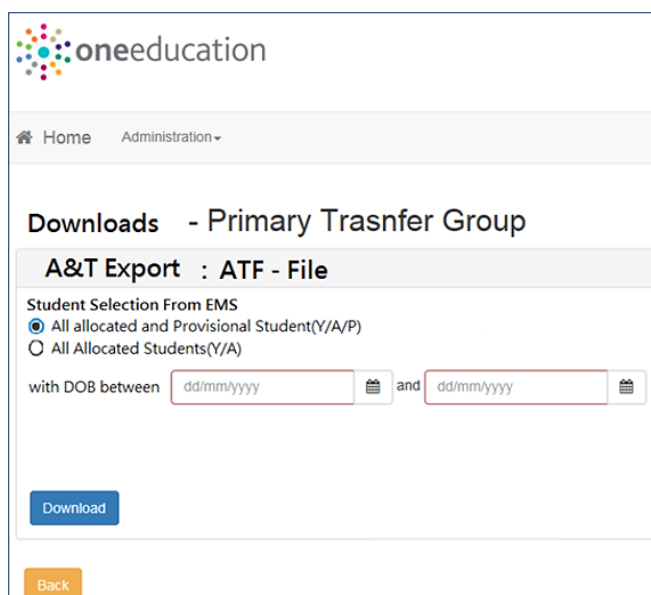 oneeducation
Home Administration
Downloads - Primary Trasnfer Group
A&T Export : ATF - File
Student Selection From EMS
All allocated and Provisional Student(Y/A/P)
All Allocated Students(Y/A)
with DOB between dd/mm/yyyy and dd/mm/yyyy
Download
Back